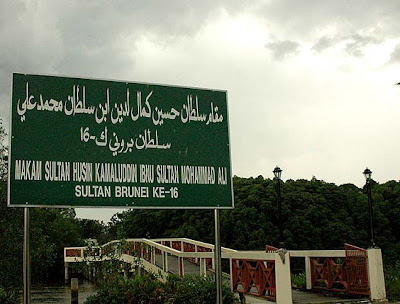 مقام سلطان حسين كمال الدين ابن سلطان محمد علي
سلطان بروني ك-16
MAKAM SULTAN HUSIN KAMALUDDIN IBNU SULTAN MOHAMMAD ALI
SULTAN BRUNEI KE-16